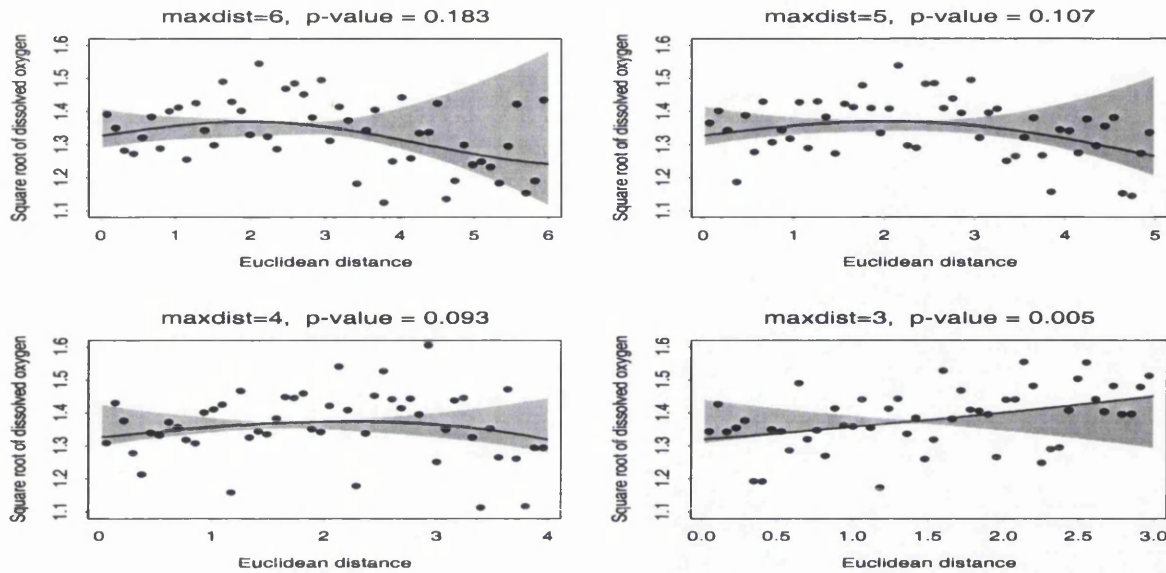 maxdist=6, p-value = 0.183
Square root of dissolved oxygen
1.6
1.5
1.4
1.3
1.2
1.1
0 1 2 3 4 5 6
Euclidean distance
maxdist=5, p-value = 0.107
Square root of dissolved oxygen
1.6
1.5
1.4
1.3
1.2
1.1
0 1 2 3 4 5
Euclidean distance
maxdist=4, p-value = 0.093
Square root of dissolved oxygen
1.6
1.5
1.4
1.3
1.2
1.1
0 1 2 3 4
Euclidean distance
maxdist=3, p-value = 0.005
Square root of dissolved oxygen
1.6
1.5
1.4
1.3
1.2
1.1
0.0 0.5 1.0 1.5 2.0 2.5 3.0
Euclidean distance